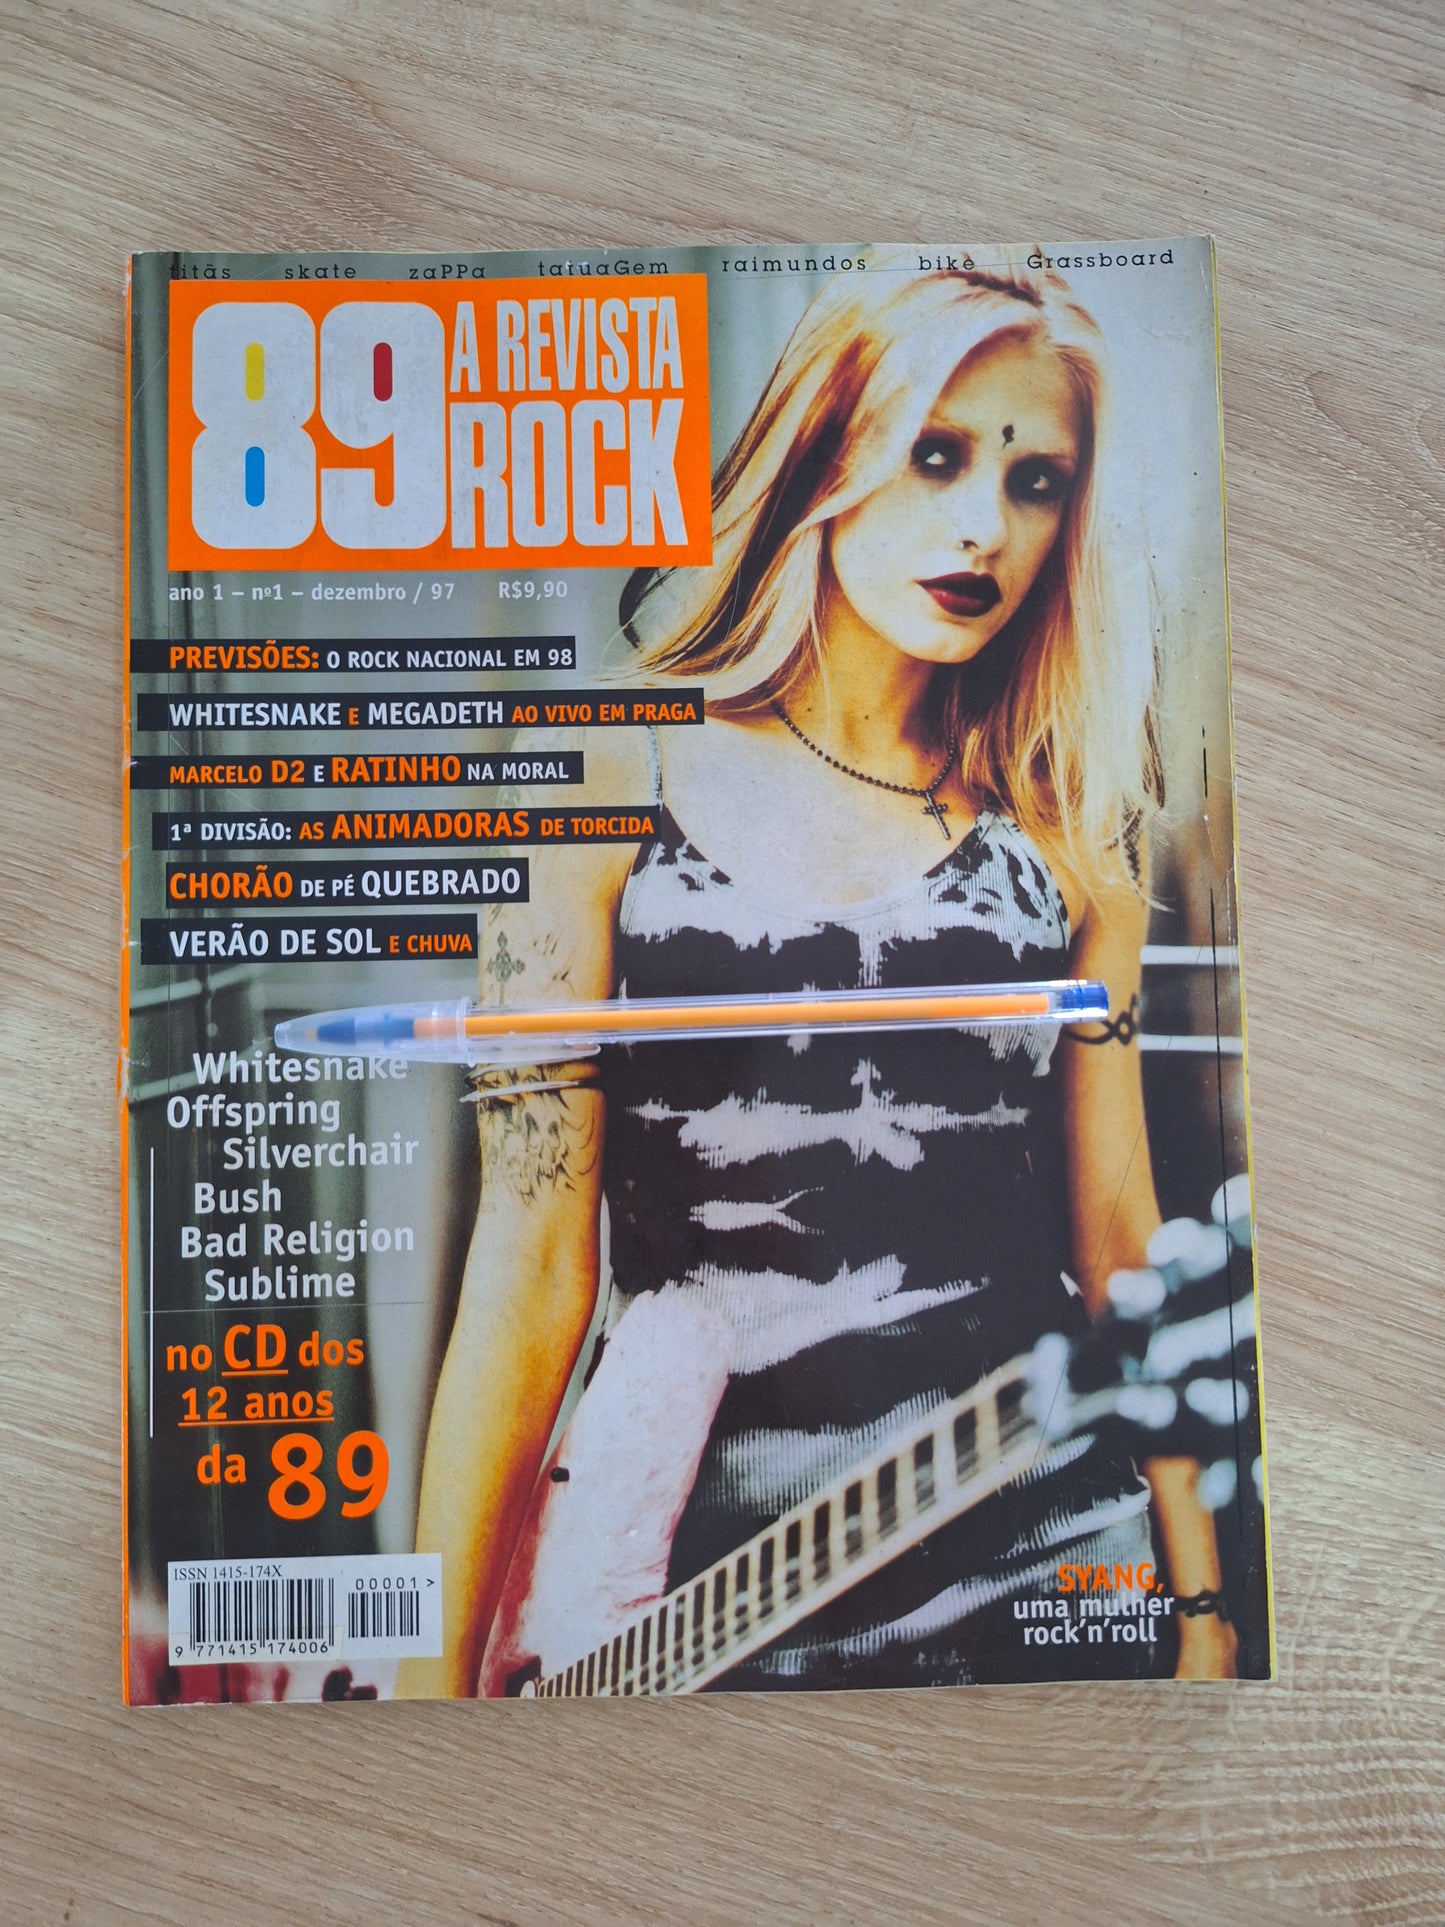 titãs skate zaPPa tatuaGem raimundos bike Grassboard
89 A REVISTA ROCK
ano 1 – nº1 – dezembro / 97 R$9,90
PREVISÕES: O ROCK NACIONAL EM 98
WHITESNAKE E MEGADETH AO VIVO EM PRAGA
MARCELO D2 E RATINHO NA MORAL
1ª DIVISÃO: AS ANIMADORAS DE TORCIDA
CHORÃO DE PÉ QUEBRADO
VERÃO DE SOL E CHUVA
Whitesnake
Offspring
Silverchair
Bush
Bad Religion
Sublime
no CD dos
12 anos
da 89
ISSN 1415-174X
00001 >
9 771415 174006
SYANG,
uma mulher
rock'n'roll